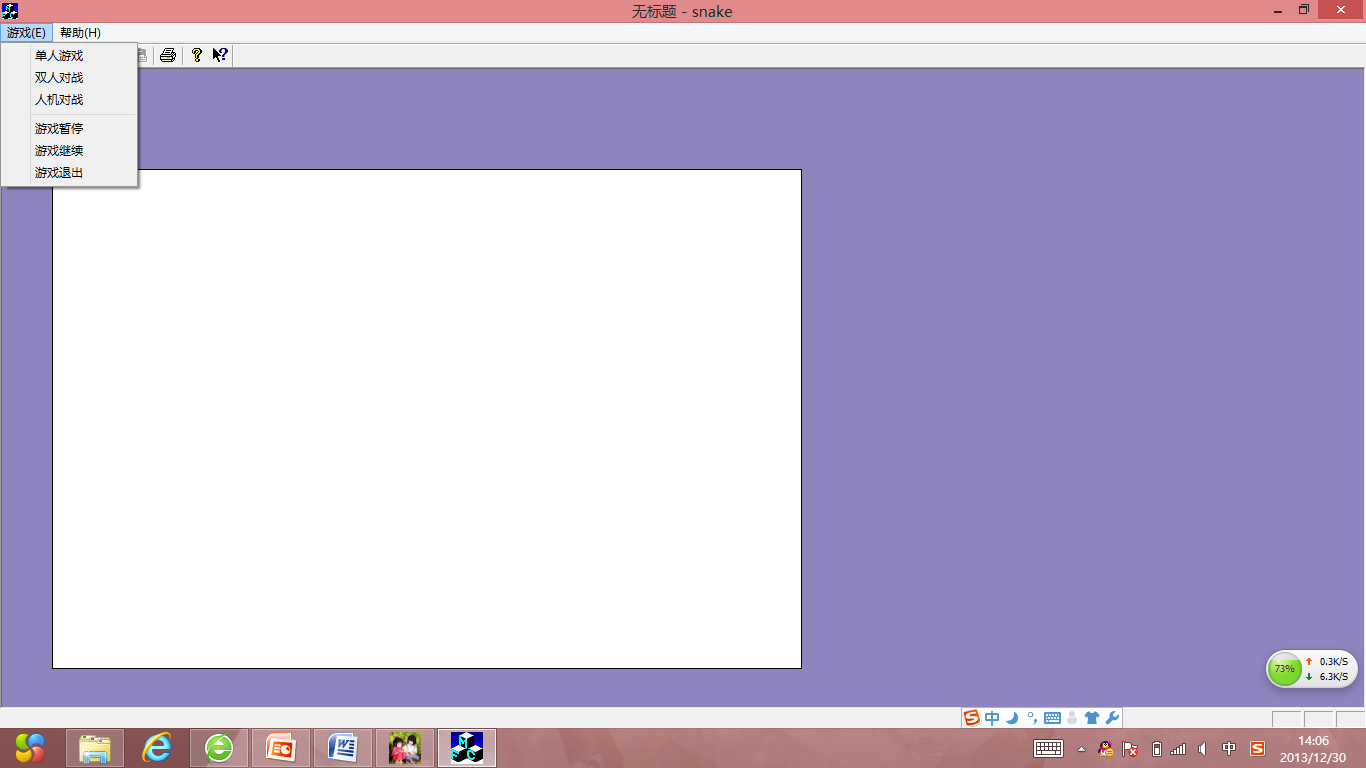 无标题 - snake
游戏(E) 帮助(H)
单人游戏
双人对战
人机对战
游戏暂停
游戏继续
游戏退出
73%
0.3K/S
6.3K/S
中
中
14:06
2013/12/30